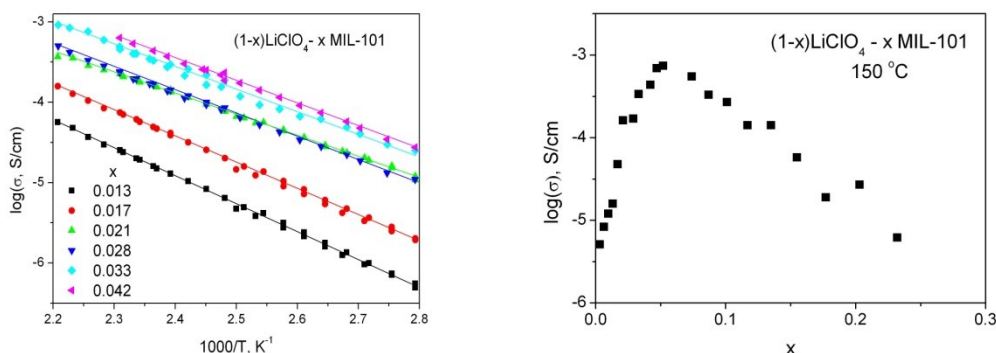 (1-x)LiClO4 - x MIL-101
-3
-4
-5
-6
log(σ, S/cm)
x
0.013
0.017
0.021
0.028
0.033
0.042
2.2 2.3 2.4 2.5 2.6 2.7 2.8
1000/T, K-1
(1-x)LiClO4 - x MIL-101
150 °C
-3
-4
-5
-6
log(σ), S/cm
0.0 0.1 0.2 0.3
x